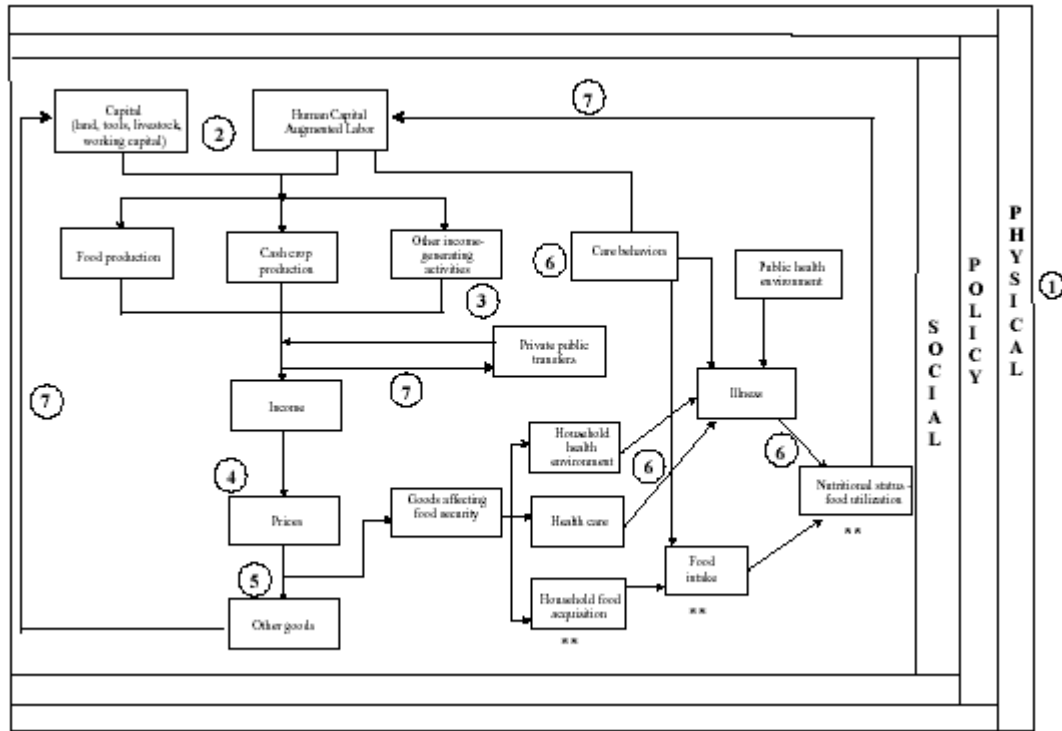 7
Capital
(land, tools, livestock,
working capital)
2
Human Capital
Augmented Labor
Food production
Cash crop
production
Other income-
generating
activities
6
Care behaviors
Public health
environment
3
Private public
transfers
7
7
Income
Illness
Household
health
environment
6
6
4
Goods affecting
food security
Nutritional status -
food utilization
**
Prices
Health care
5
Food
intake
**
Household food
acquisition
**
Other goods
SOCIAL
POLICY
PHYSICAL
1